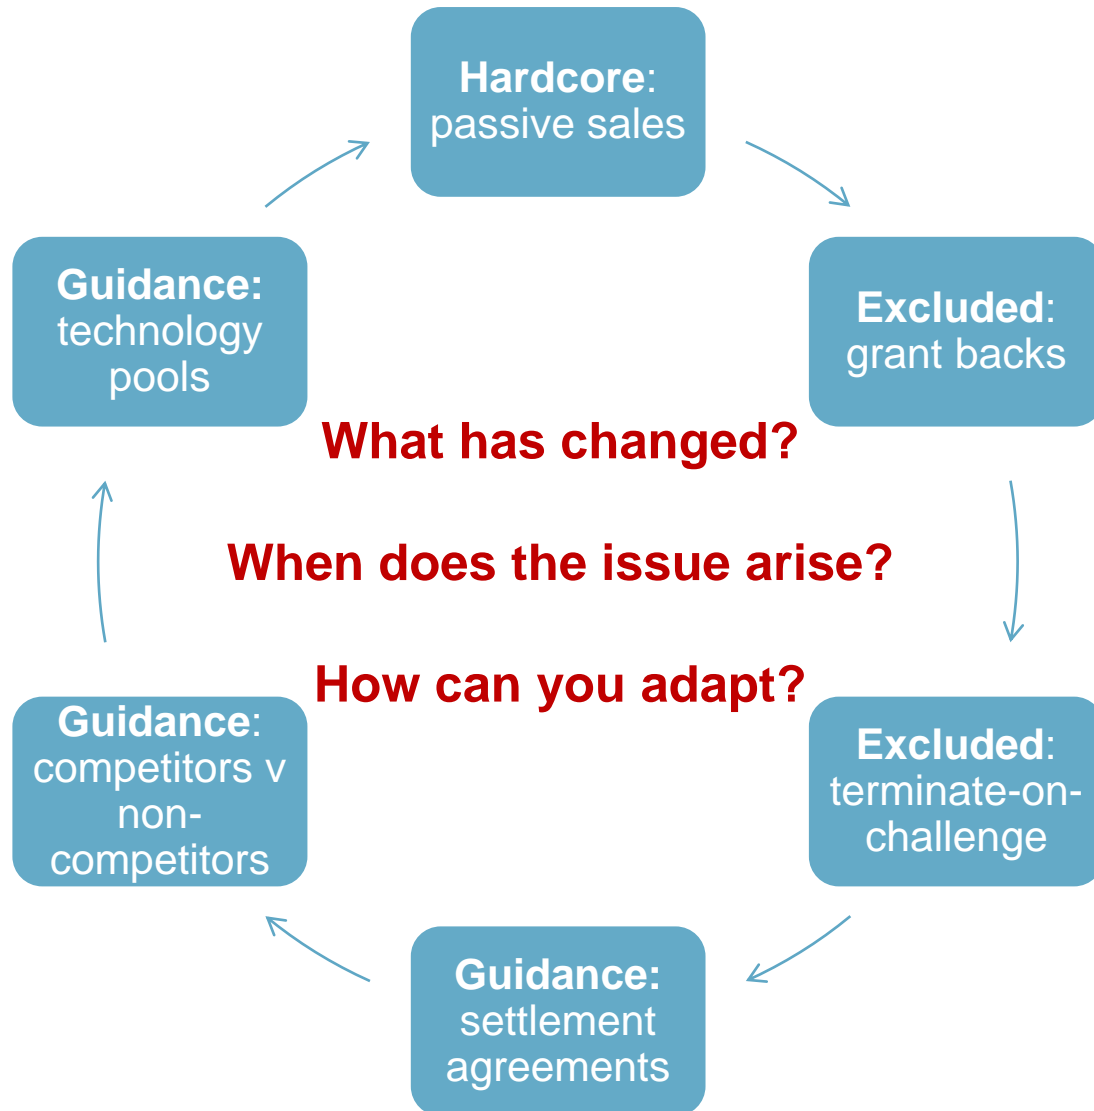 Hardcore:
passive sales
Guidance:
technology
pools
Excluded:
grant backs
What has changed?
When does the issue arise?
How can you adapt?
Guidance:
competitors v
non-
competitors
Excluded:
terminate-on-
challenge
Guidance:
settlement
agreements